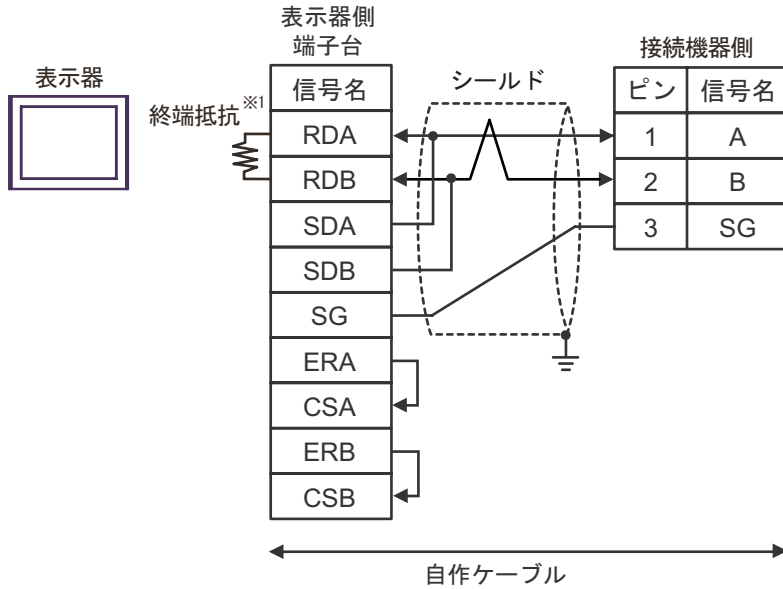 表示器側
端子台
接続機器側
表示器
終端抵抗※1
シールド
信号名
RDA
RDB
SDA
SDB
SG
ERA
CSA
ERB
CSB
ピン 信号名
1 A
2 B
3 SG
自作ケーブル